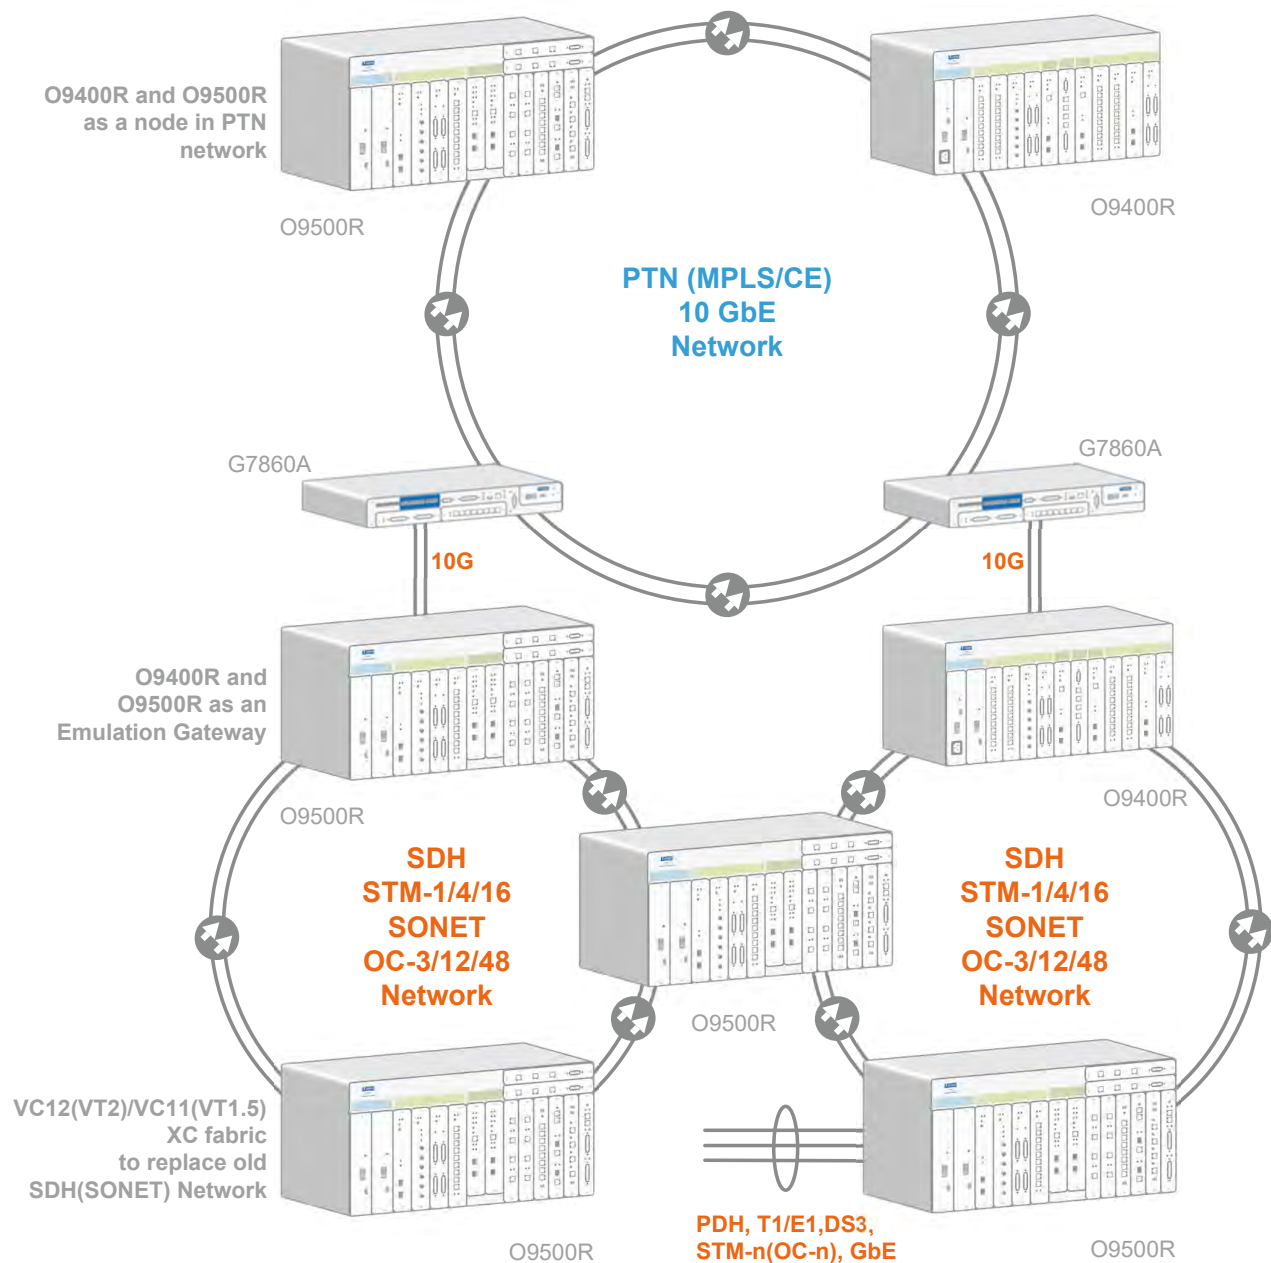 O9400R and O9500R
as a node in PTN
network
O9500R
O9400R
PTN (MPLS/CE)
10 GbE
Network
G7860A
G7860A
10G
10G
O9400R and
O9500R as an
Emulation Gateway
O9500R
O9400R
SDH
STM-1/4/16
SONET
OC-3/12/48
Network
SDH
STM-1/4/16
SONET
OC-3/12/48
Network
O9500R
VC12(VT2)/VC11(VT1.5)
XC fabric
to replace old
SDH(SONET) Network
O9500R
PDH, T1/E1,DS3,
STM-n(OC-n), GbE
O9500R